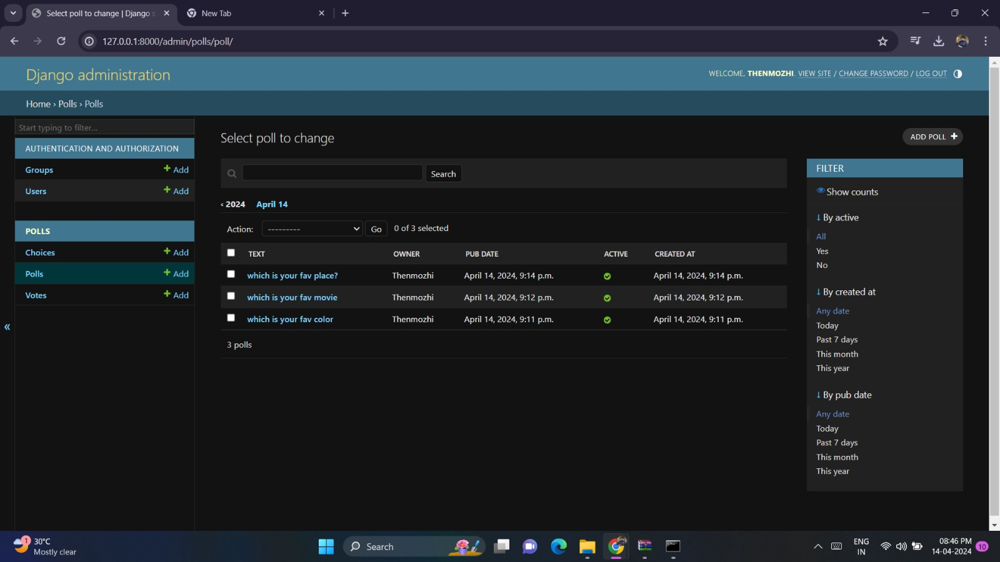 Select poll to change | Django s
New Tab
127.0.0.1:8000/admin/polls/poll/
Django administration
WELCOME, THENMOZHI. VIEW SITE / CHANGE PASSWORD / LOG OUT
Home › Polls › Polls
Start typing to filter...
AUTHENTICATION AND AUTHORIZATION
Groups + Add
Users + Add
POLLS
Choices + Add
Polls + Add
Votes + Add
«
Select poll to change
ADD POLL +
Search
‹ 2024 April 14
Action: --------- Go 0 of 3 selected
TEXT OWNER PUB DATE ACTIVE CREATED AT
which is your fav place? Thenmozhi April 14, 2024, 9:14 p.m. April 14, 2024, 9:14 p.m.
which is your fav movie Thenmozhi April 14, 2024, 9:12 p.m. April 14, 2024, 9:12 p.m.
which is your fav color Thenmozhi April 14, 2024, 9:11 p.m. April 14, 2024, 9:11 p.m.
3 polls
FILTER
Show counts
↓ By active
All
Yes
No
↓ By created at
Any date
Today
Past 7 days
This month
This year
↓ By pub date
Any date
Today
Past 7 days
This month
This year
1
30°C
Mostly clear
Search
ENG
IN
08:46 PM
14-04-2024
10